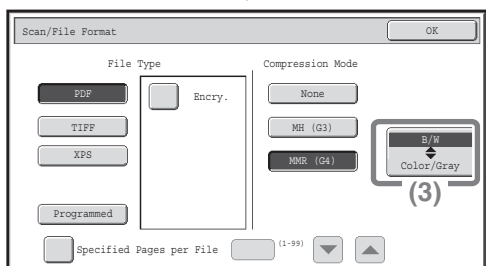 Scan/File Format
OK
File Type
Compression Mode
PDF
Encry.
None
TIFF
MH (G3)
B/W
XPS
MMR (G4)
Color/Gray
(3)
Programmed
Specified Pages per File
(1-99)